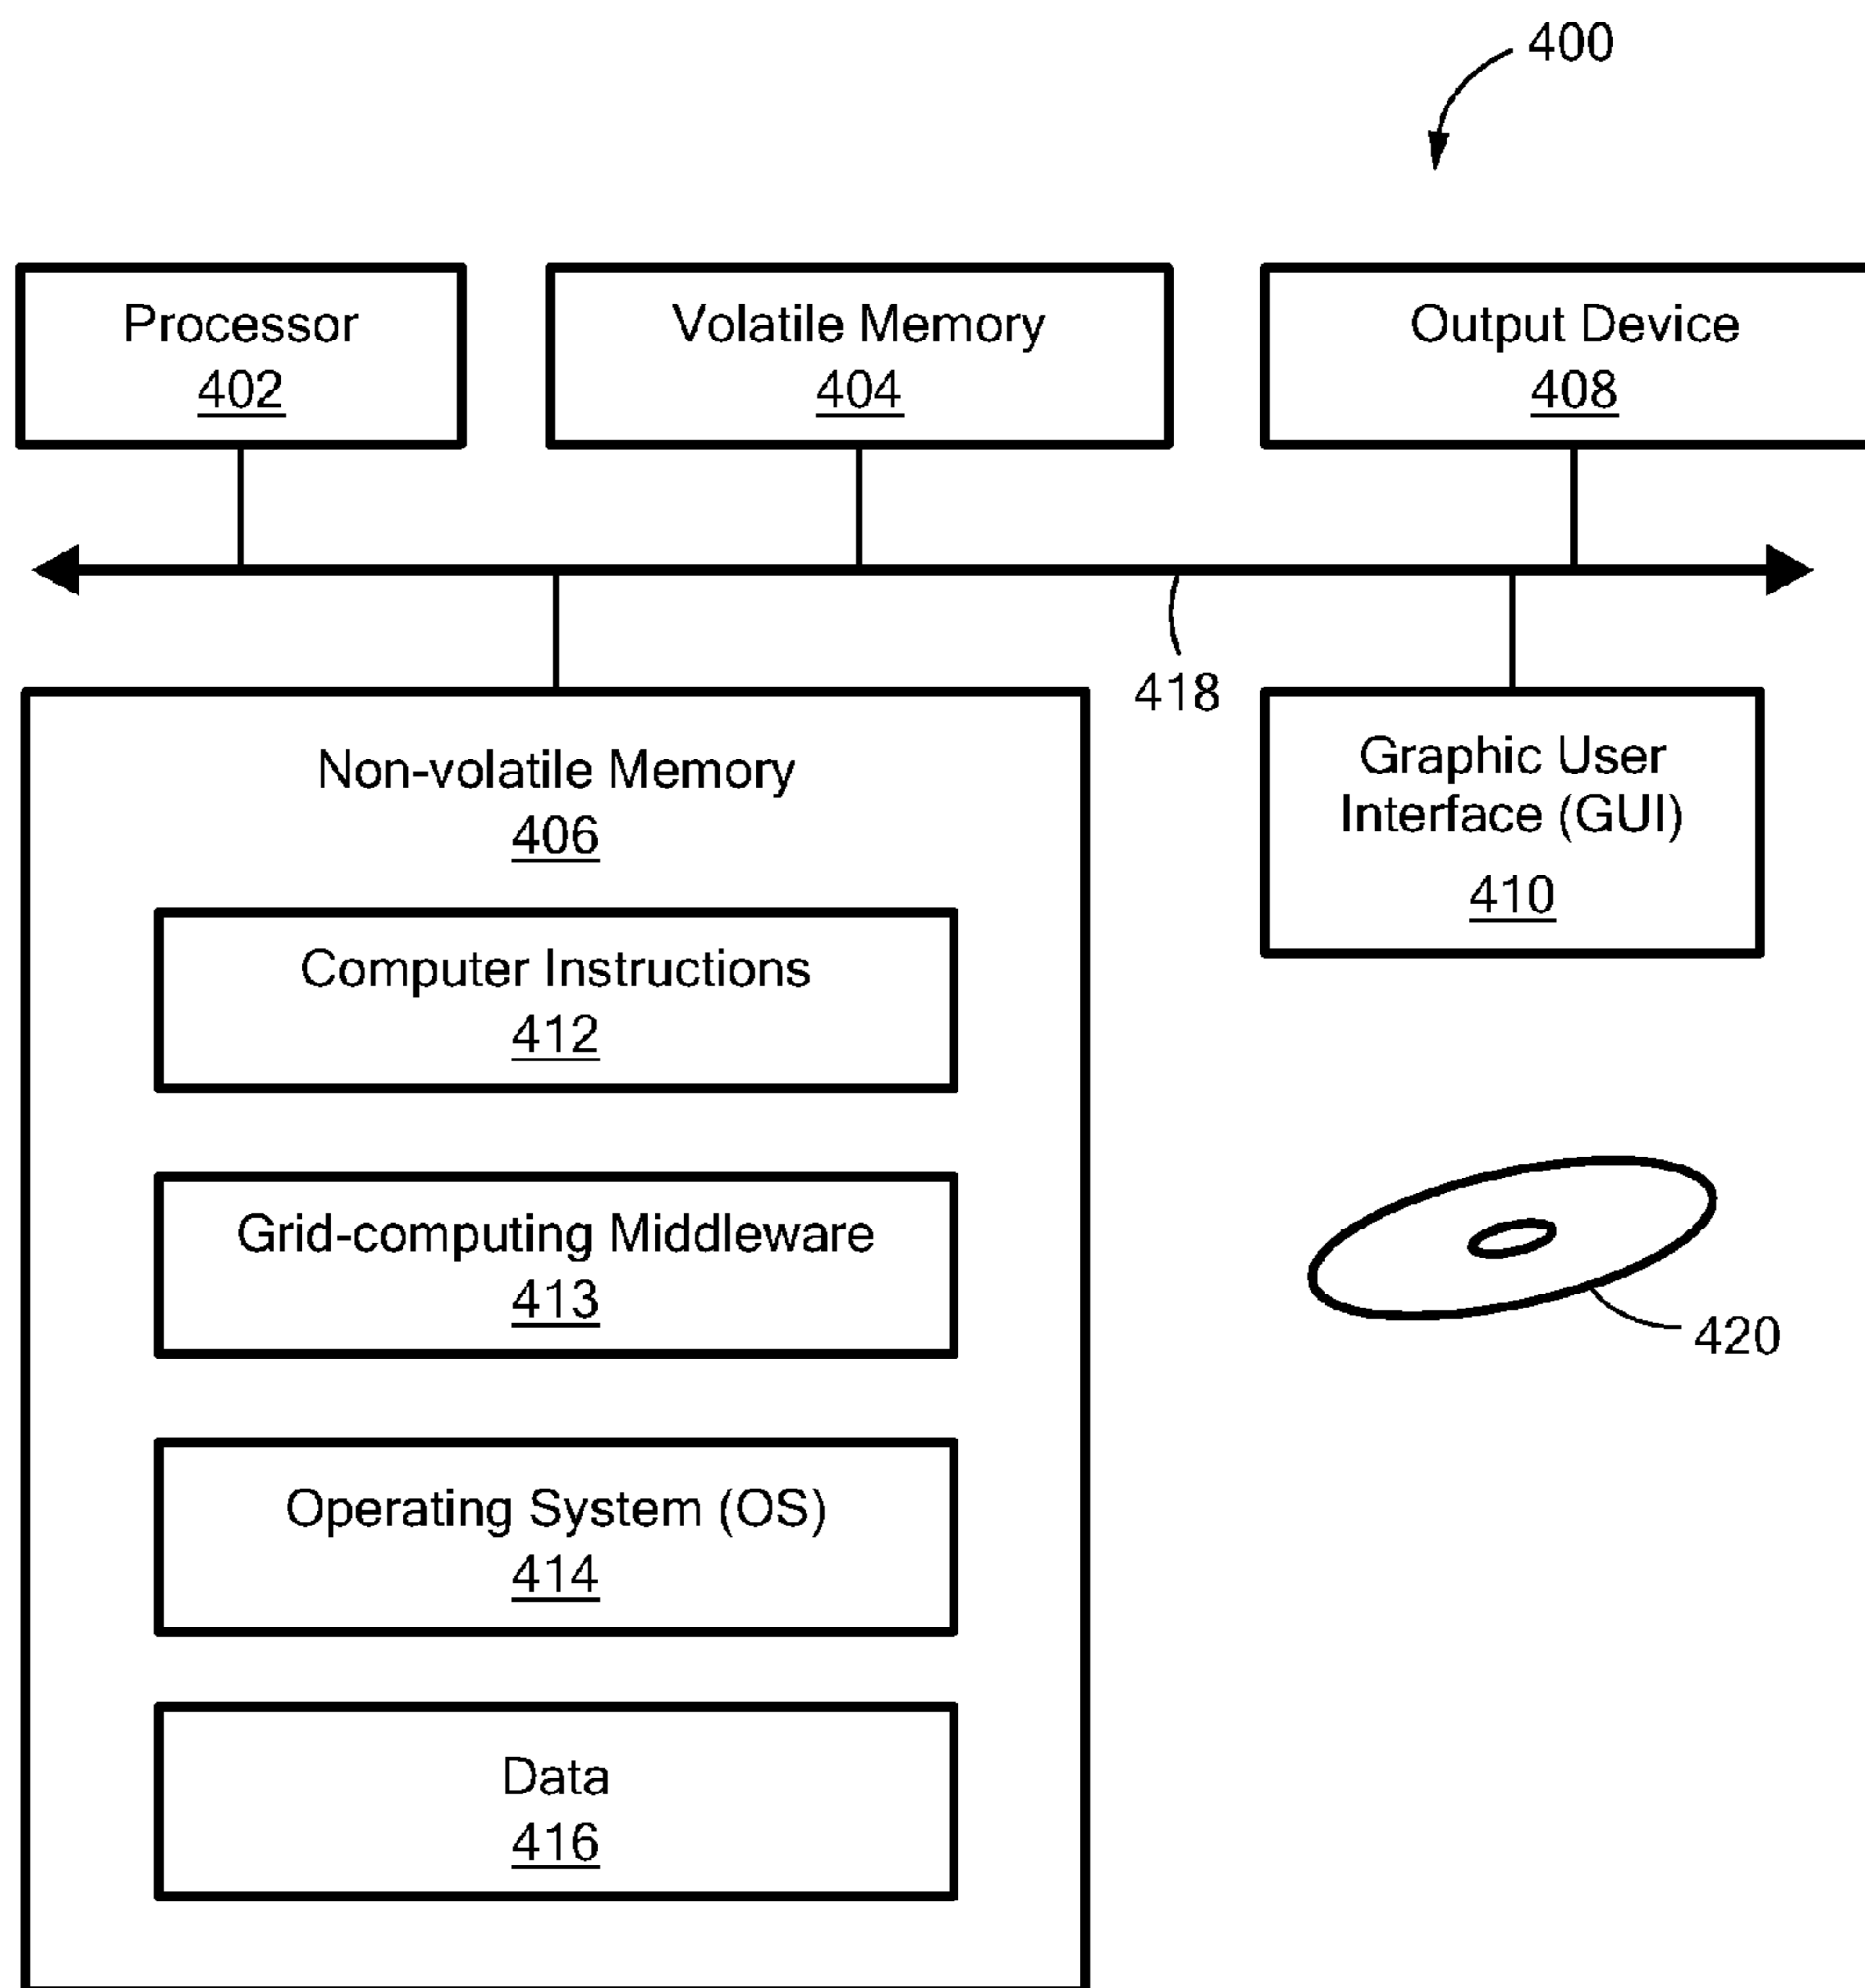 400
Processor
402
Volatile Memory
404
Output Device
408
418
Non-volatile Memory
406
Graphic User
Interface (GUI)
410
Computer Instructions
412
Grid-computing Middleware
413
420
Operating System (OS)
414
Data
416